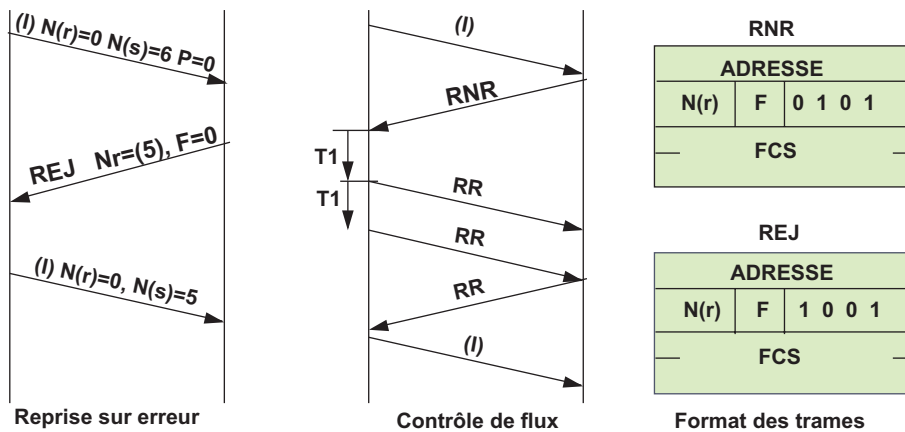 (I) N(r)=0 N(s)=6 P=0
REJ Nr=(5), F=0
(I) N(r)=0, N(s)=5
Reprise sur erreur
(I)
RNR
T1
T1
RR
RR
RR
(I)
Contrôle de flux
RNR
ADRESSE
N(r) F 0 1 0 1
FCS
REJ
ADRESSE
N(r) F 1 0 0 1
FCS
Format des trames